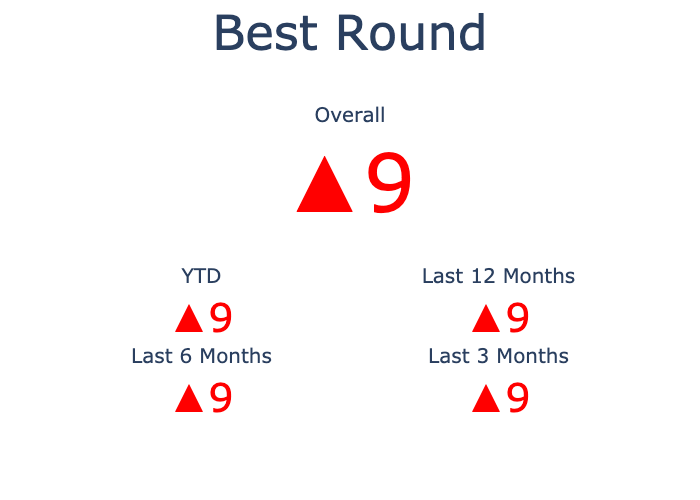 Best Round
Overall
▲9
YTD
Last 12 Months
▲9
▲9
Last 6 Months
Last 3 Months
▲9
▲9